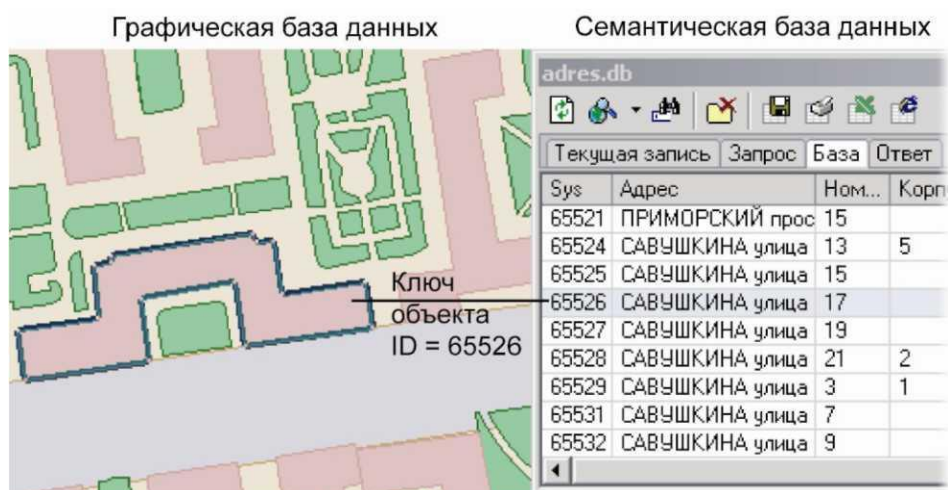 Графическая база данных
Семантическая база данных
adres.db
Текущая запись Запрос База Ответ
Sys Адрес Ном... Корп
65521 ПРИМОРСКИЙ прос 15
65524 САВУШКИНА улица 13 5
65525 САВУШКИНА улица 15
65526 САВУШКИНА улица 17
65527 САВУШКИНА улица 19
65528 САВУШКИНА улица 21 2
65529 САВУШКИНА улица 3 1
65531 САВУШКИНА улица 7
65532 САВУШКИНА улица 9
Ключ
объекта
ID = 65526